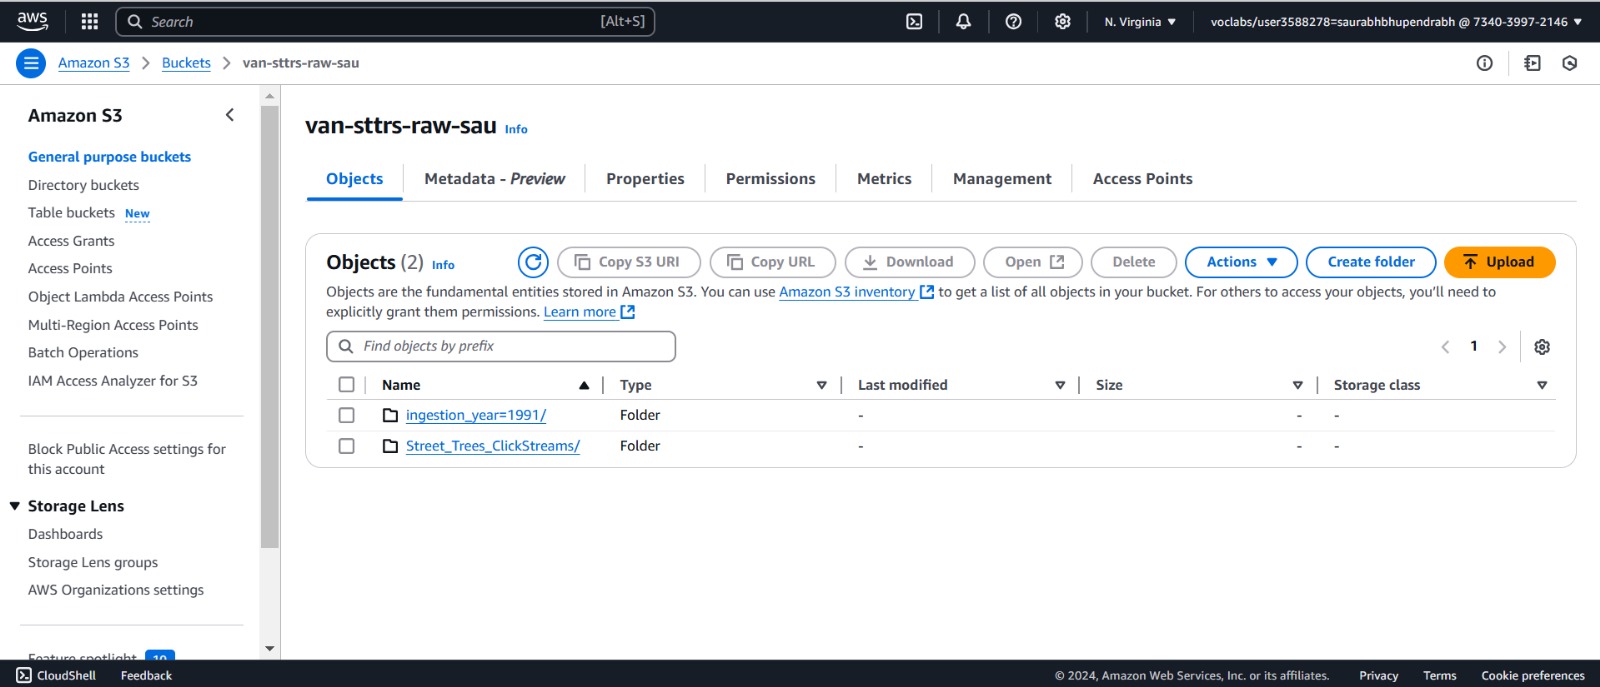 aws
Search [Alt+S] N. Virginia ▼ voclabs/user3588278=saurabhbhupendrabh @ 7340-3997-2146 ▼
Amazon S3 > Buckets > van-sttrs-raw-sau
Amazon S3
General purpose buckets
Directory buckets
Table buckets New
Access Grants
Access Points
Object Lambda Access Points
Multi-Region Access Points
Batch Operations
IAM Access Analyzer for S3
Block Public Access settings for
this account
Storage Lens
Dashboards
Storage Lens groups
AWS Organizations settings
Feature spotlight 10
van-sttrs-raw-sau Info
Objects Metadata - Preview Properties Permissions Metrics Management Access Points
Objects (2) Info Copy S3 URI Copy URL Download Open Delete Actions ▼ Create folder Upload
Objects are the fundamental entities stored in Amazon S3. You can use Amazon S3 inventory to get a list of all objects in your bucket. For others to access your objects, you'll need to
explicitly grant them permissions. Learn more
Find objects by prefix < 1 >
Name Type Last modified Size Storage class
ingestion_year=1991/ Folder - - -
Street_Trees_ClickStreams/ Folder - - -
CloudShell Feedback © 2024, Amazon Web Services, Inc. or its affiliates. Privacy Terms Cookie preferences